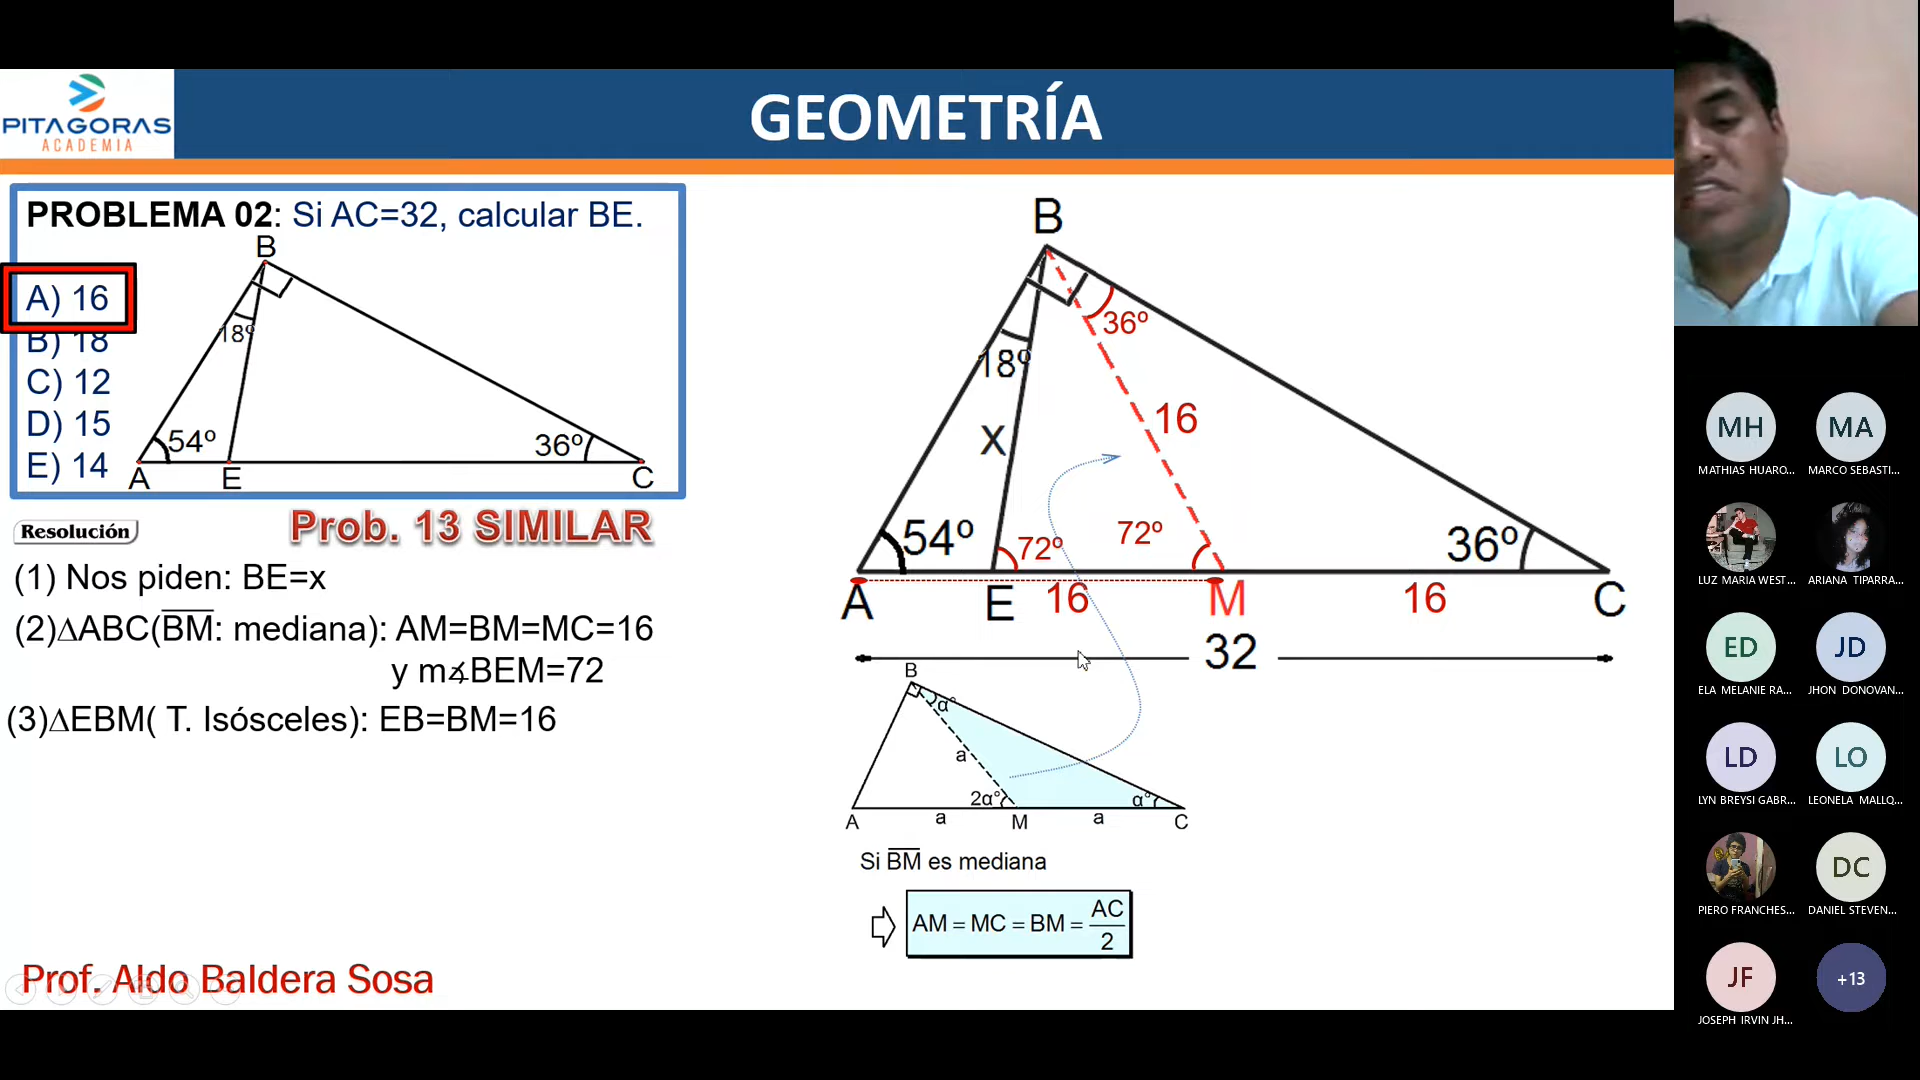 PITAGORAS
ACADEMIA
GEOMETRÍA
PROBLEMA 02: Si AC=32, calcular BE.
A) 16
B) 18
C) 12
D) 15
E) 14
B
18º
54º
36º
A
E
C
Resolución
Prob. 13 SIMILAR
(1) Nos piden: BE=x
(2)∆ABC(B̅M̅: mediana): AM=BM=MC=16
y m∡BEM=72
(3)∆EBM( T. Isósceles): EB=BM=16
Prof. Aldo Baldera Sosa
B
36º
18º
16
X
54º
72º
72º
36º
A
E
16
M
16
C
32
B
α°
a
2α°
α°
A
a
M
a
C
Si B̅M̅ es mediana
AM = MC = BM = AC/2
MH
MATHIAS HUARO...
MA
MARCO SEBASTI...
LUZ MARIA WEST...
ARIANA TIPARRA...
ED
ELA MELANIE RA...
JD
JHON DONOVAN...
LD
LYN BREYSI GABR...
LO
LEONELA MALLQ...
PIERO FRANCHES...
DC
DANIEL STEVEN...
JF
JOSEPH IRVIN JH...
+13